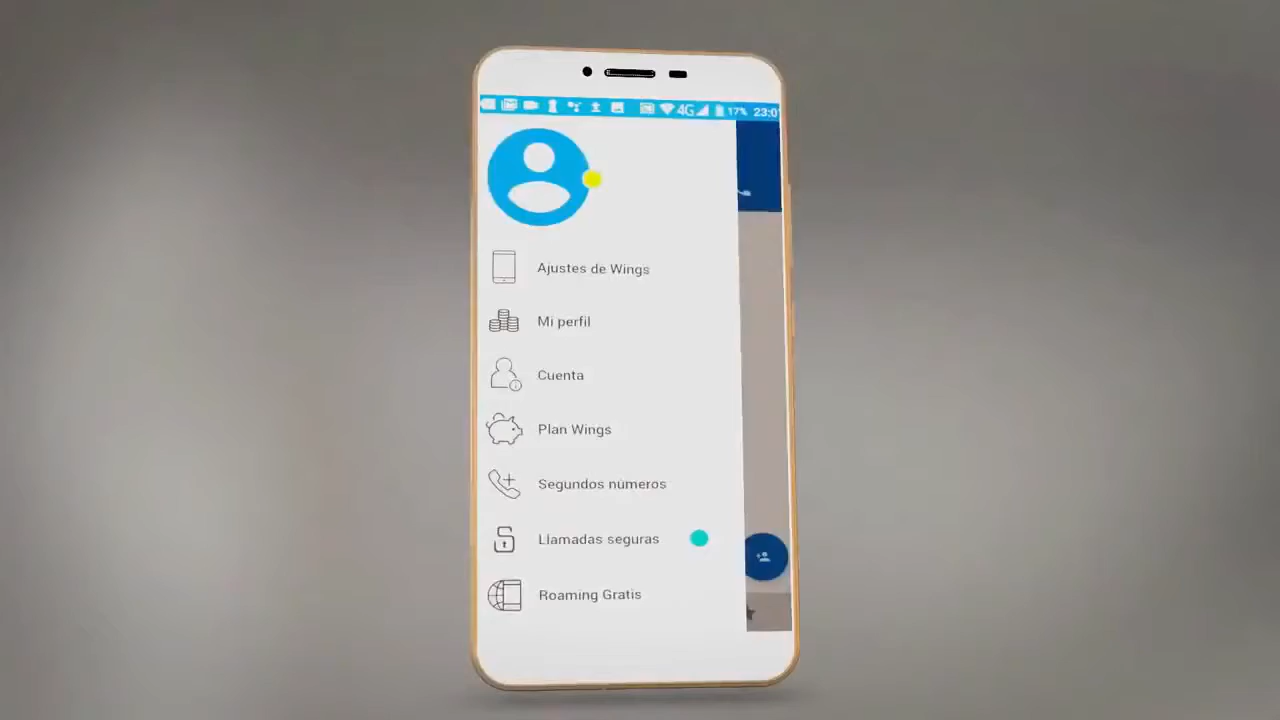 4G 17% 23:0
Ajustes de Wings
Mi perfil
Cuenta
Plan Wings
Segundos números
Llamadas seguras
Roaming Gratis